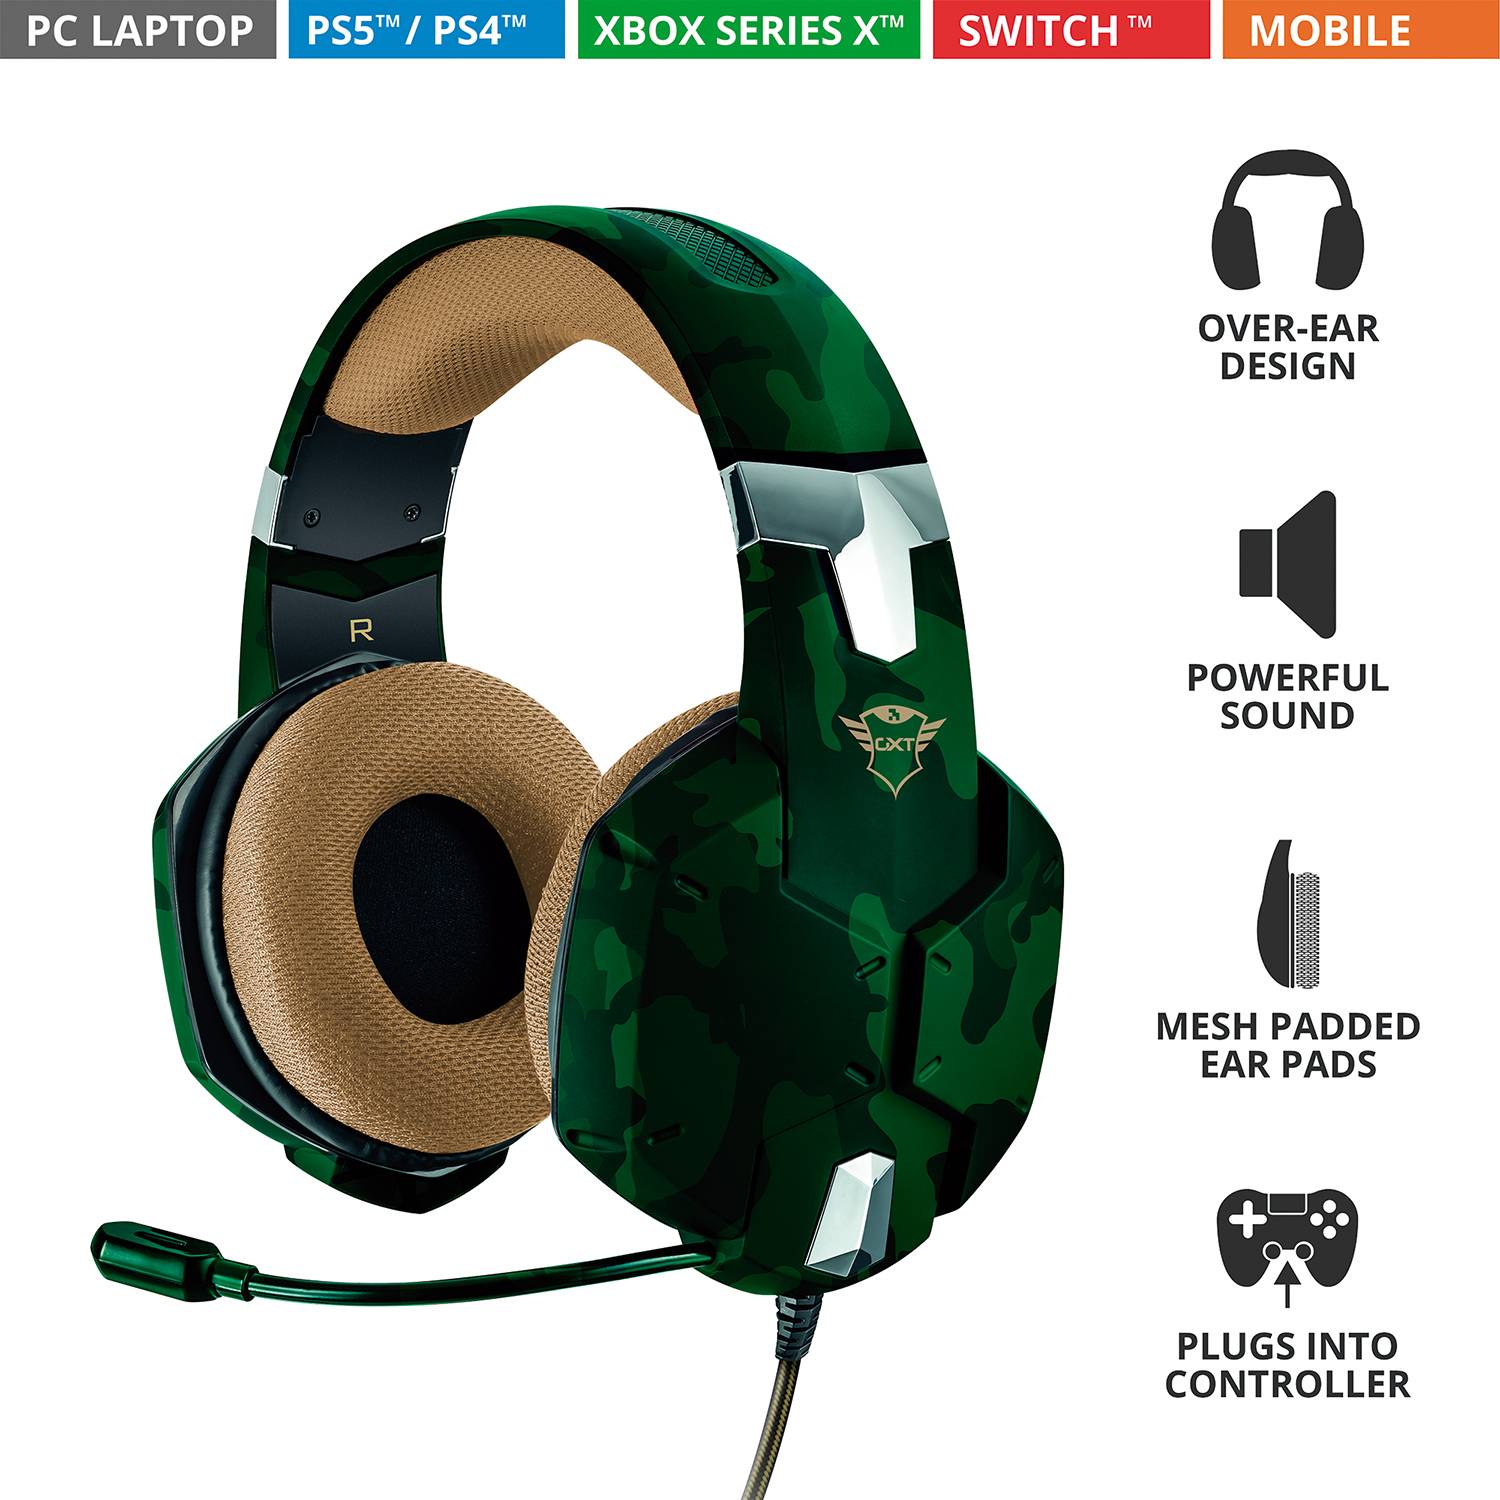 PC LAPTOP
PS5™ / PS4™
XBOX SERIES X™
SWITCH™
MOBILE
OVER-EAR
DESIGN
R
POWERFUL
SOUND
GXT
MESH PADDED
EAR PADS
PLUGS INTO
CONTROLLER